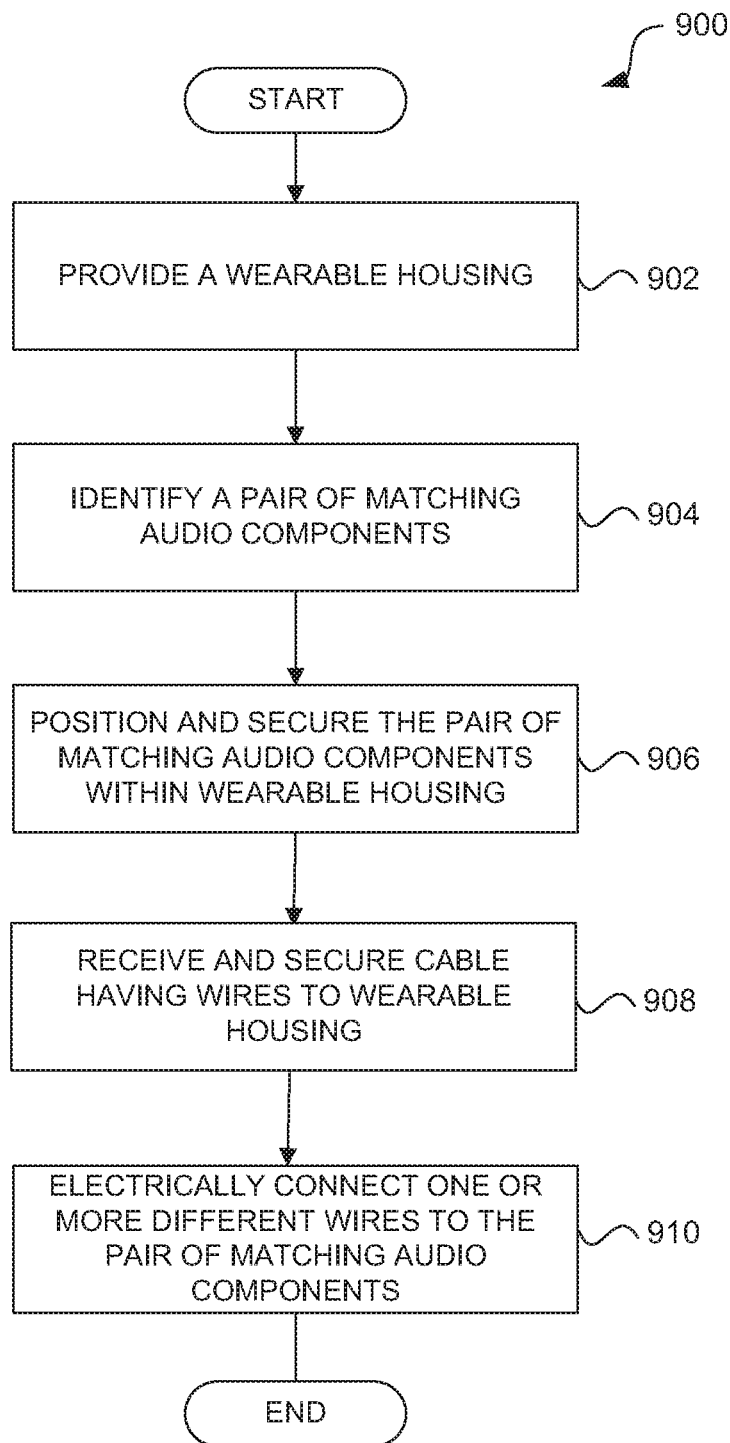 900
START
PROVIDE A WEARABLE HOUSING
902
IDENTIFY A PAIR OF MATCHING
AUDIO COMPONENTS
904
POSITION AND SECURE THE PAIR OF
MATCHING AUDIO COMPONENTS
WITHIN WEARABLE HOUSING
906
RECEIVE AND SECURE CABLE
HAVING WIRES TO WEARABLE
HOUSING
908
ELECTRICALLY CONNECT ONE OR
MORE DIFFERENT WIRES TO THE
PAIR OF MATCHING AUDIO
COMPONENTS
910
END